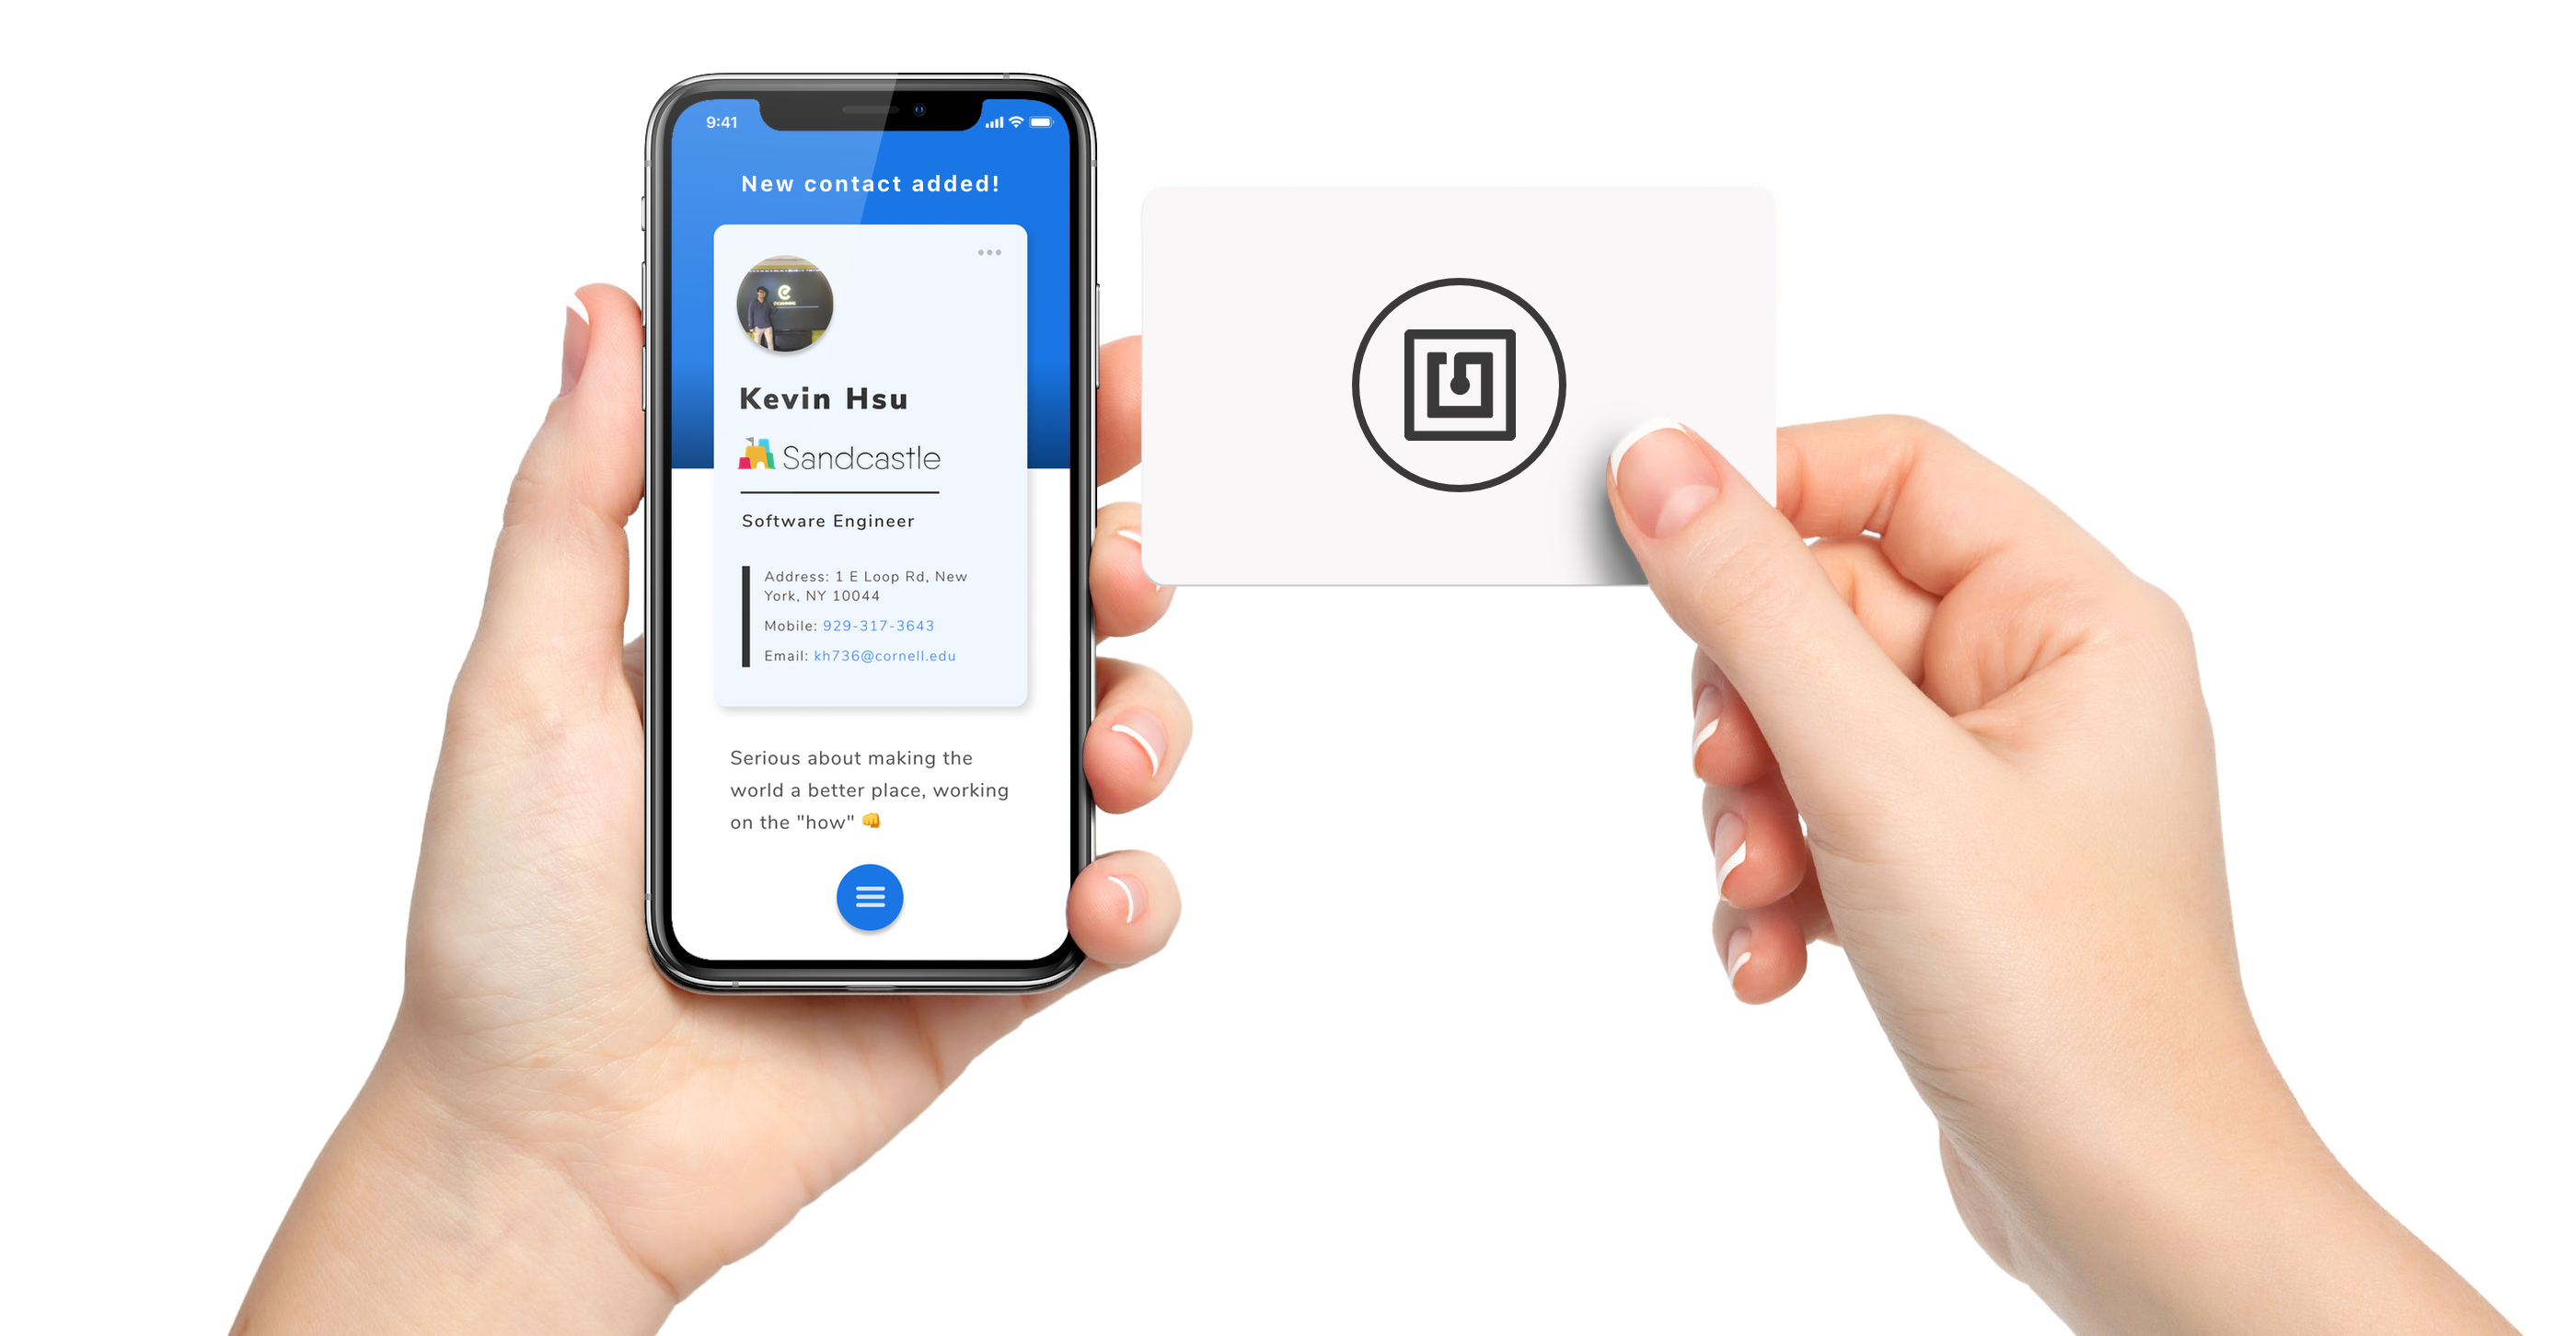 9:41
New contact added!
Kevin Hsu
Sandcastle
Software Engineer
Address: 1 E Loop Rd, New
York, NY 10044
Mobile: 929-317-3643
Email: kh736@cornell.edu
Serious about making the
world a better place, working
on the "how" 👊